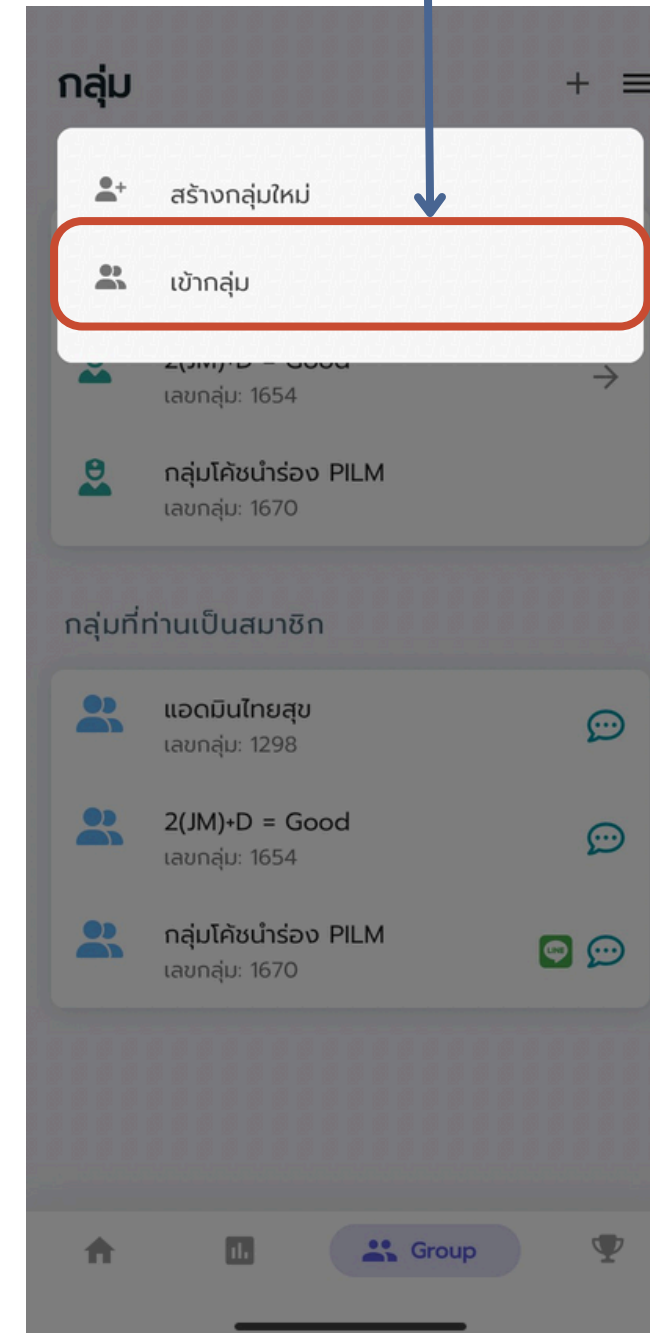 กลุ่ม
สร้างกลุ่มใหม่
เข้ากลุ่ม
2(JM)+D = Good
เลขกลุ่ม: 1654
กลุ่มโค้ชนำร่อง PILM
เลขกลุ่ม: 1670
กลุ่มที่ท่านเป็นสมาชิก
แอดมินไทยสุข
เลขกลุ่ม: 1298
2(JM)+D = Good
เลขกลุ่ม: 1654
กลุ่มโค้ชนำร่อง PILM
LINE
เลขกลุ่ม: 1670
Group